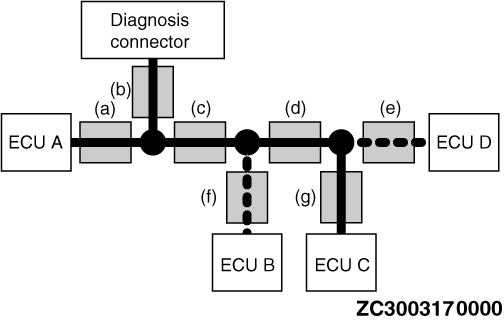 Diagnosis
connector
(b)
(a)
(c)
(d)
(e)
ECU A
ECU D
(f)
(g)
ECU B
ECU C
ZC3003170000